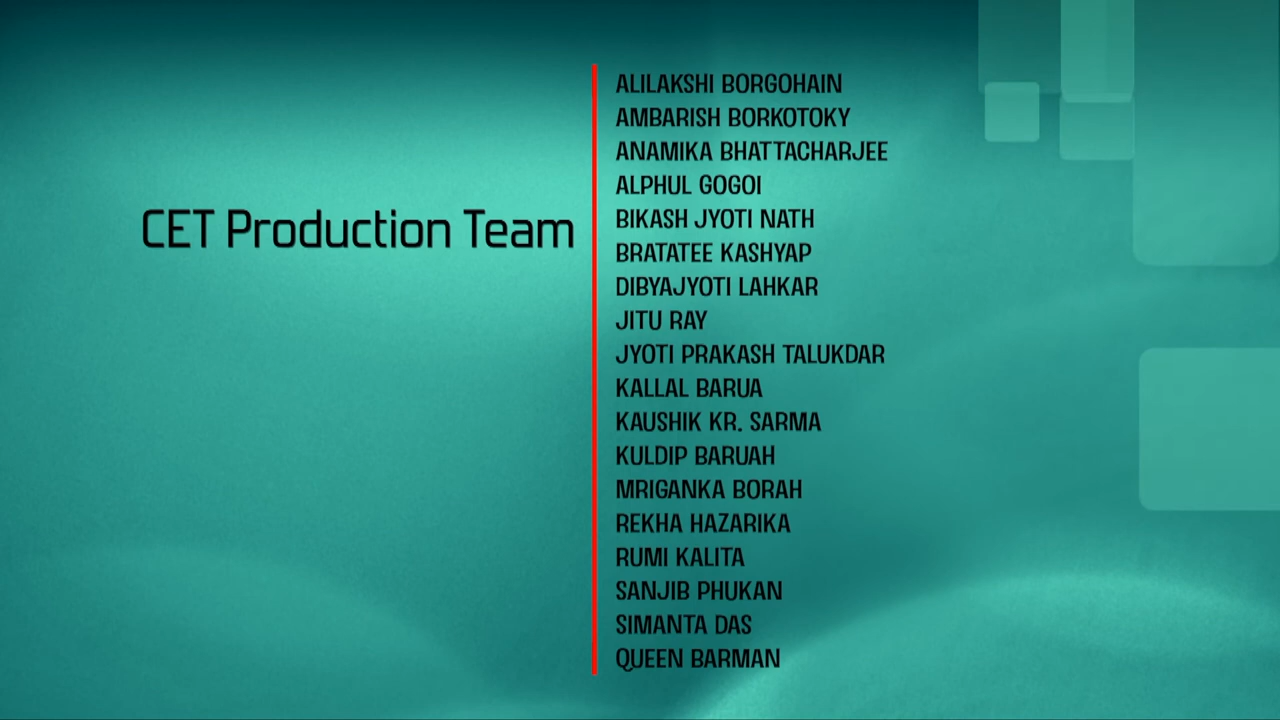 CET Production Team
ALILAKSHI BORGOHAIN
AMBARISH BORKOTOKY
ANAMIKA BHATTACHARJEE
ALPHUL GOGOI
BIKASH JYOTI NATH
BRATATEE KASHYAP
DIBYAJYOTI LAHKAR
JITU RAY
JYOTI PRAKASH TALUKDAR
KALLAL BARUA
KAUSHIK KR. SARMA
KULDIP BARUAH
MRIGANKA BORAH
REKHA HAZARIKA
RUMI KALITA
SANJIB PHUKAN
SIMANTA DAS
QUEEN BARMAN